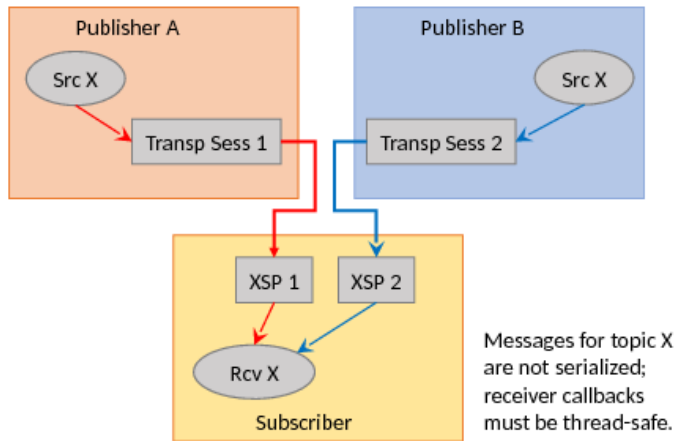 Publisher A
Publisher B
Src X
Src X
Transp Sess 1
Transp Sess 2
XSP 1
XSP 2
Rcv X
Subscriber
Messages for topic X
are not serialized;
receiver callbacks
must be thread-safe.